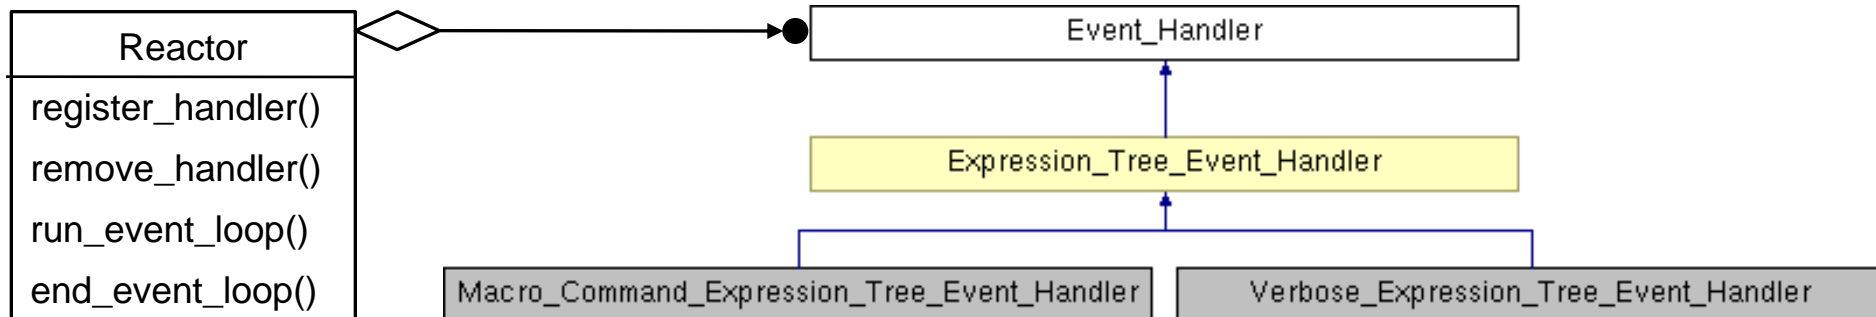 Reactor
register_handler()
remove_handler()
run_event_loop()
end_event_loop()
Event_Handler
Expression_Tree_Event_Handler
Macro_Command_Expression_Tree_Event_Handler
Verbose_Expression_Tree_Event_Handler